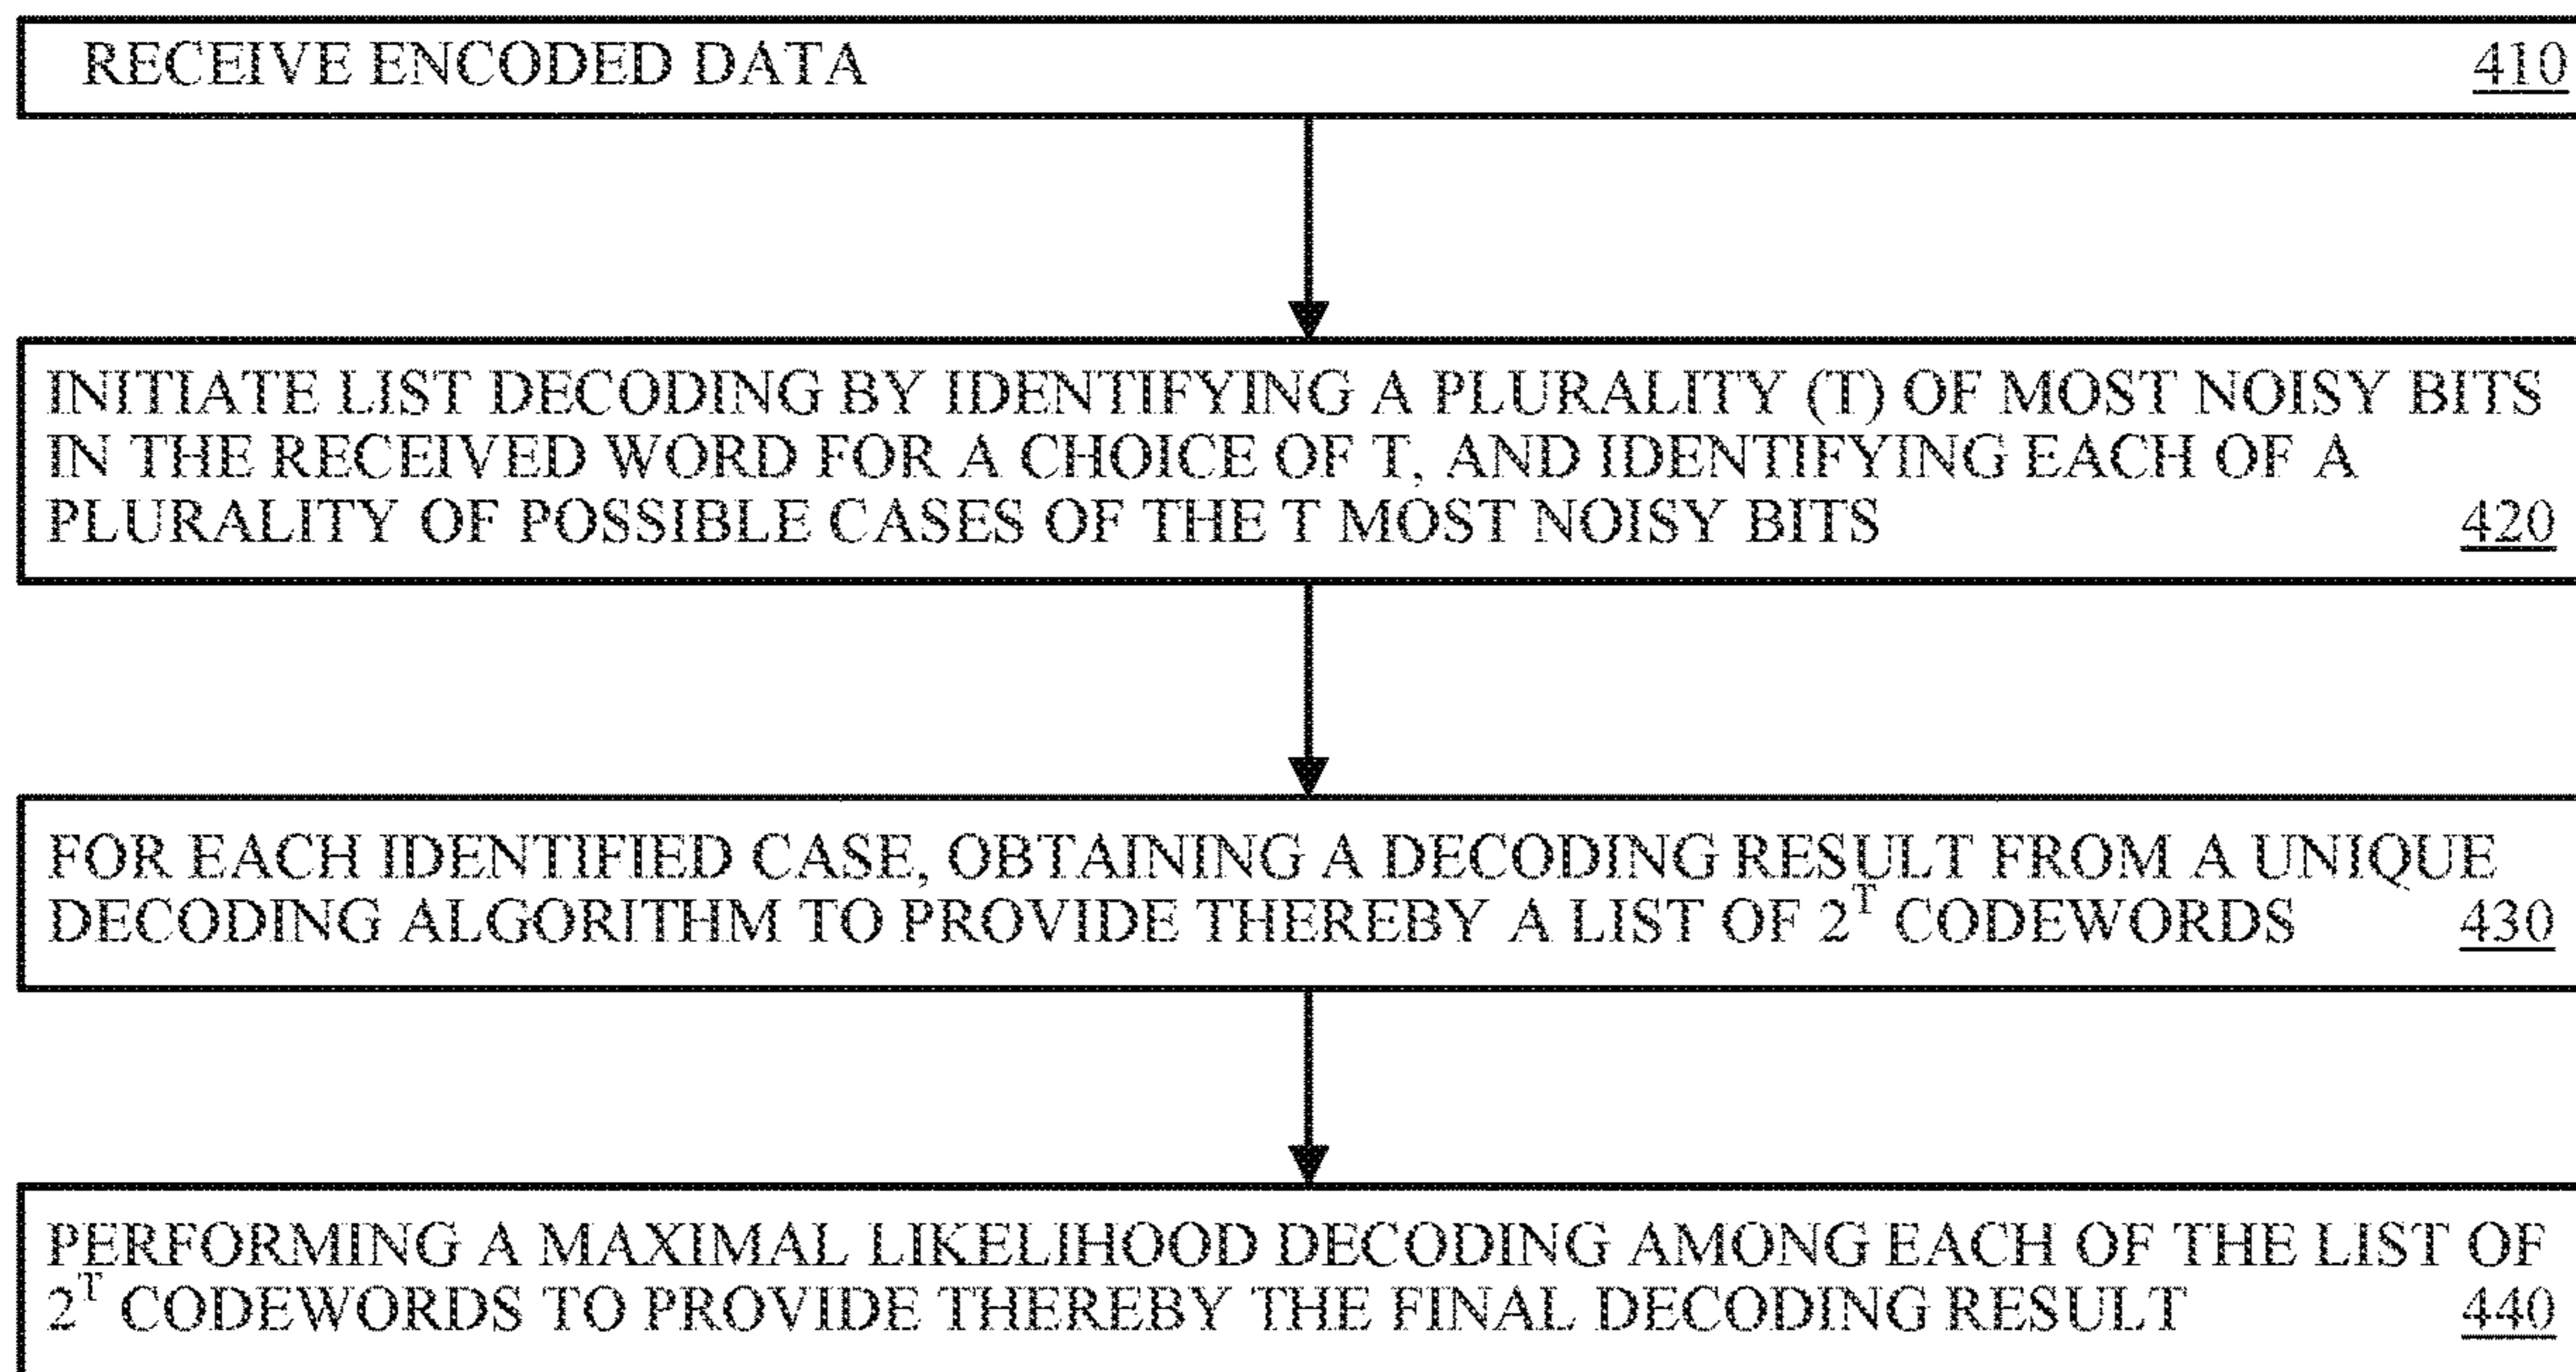 RECEIVE ENCODED DATA 410
INITIATE LIST DECODING BY IDENTIFYING A PLURALITY (T) OF MOST NOISY BITS
IN THE RECEIVED WORD FOR A CHOICE OF T, AND IDENTIFYING EACH OF A
PLURALITY OF POSSIBLE CASES OF THE T MOST NOISY BITS 420
FOR EACH IDENTIFIED CASE, OBTAINING A DECODING RESULT FROM A UNIQUE
DECODING ALGORITHM TO PROVIDE THEREBY A LIST OF 2^T CODEWORDS 430
PERFORMING A MAXIMAL LIKELIHOOD DECODING AMONG EACH OF THE LIST OF
2^T CODEWORDS TO PROVIDE THEREBY THE FINAL DECODING RESULT 440